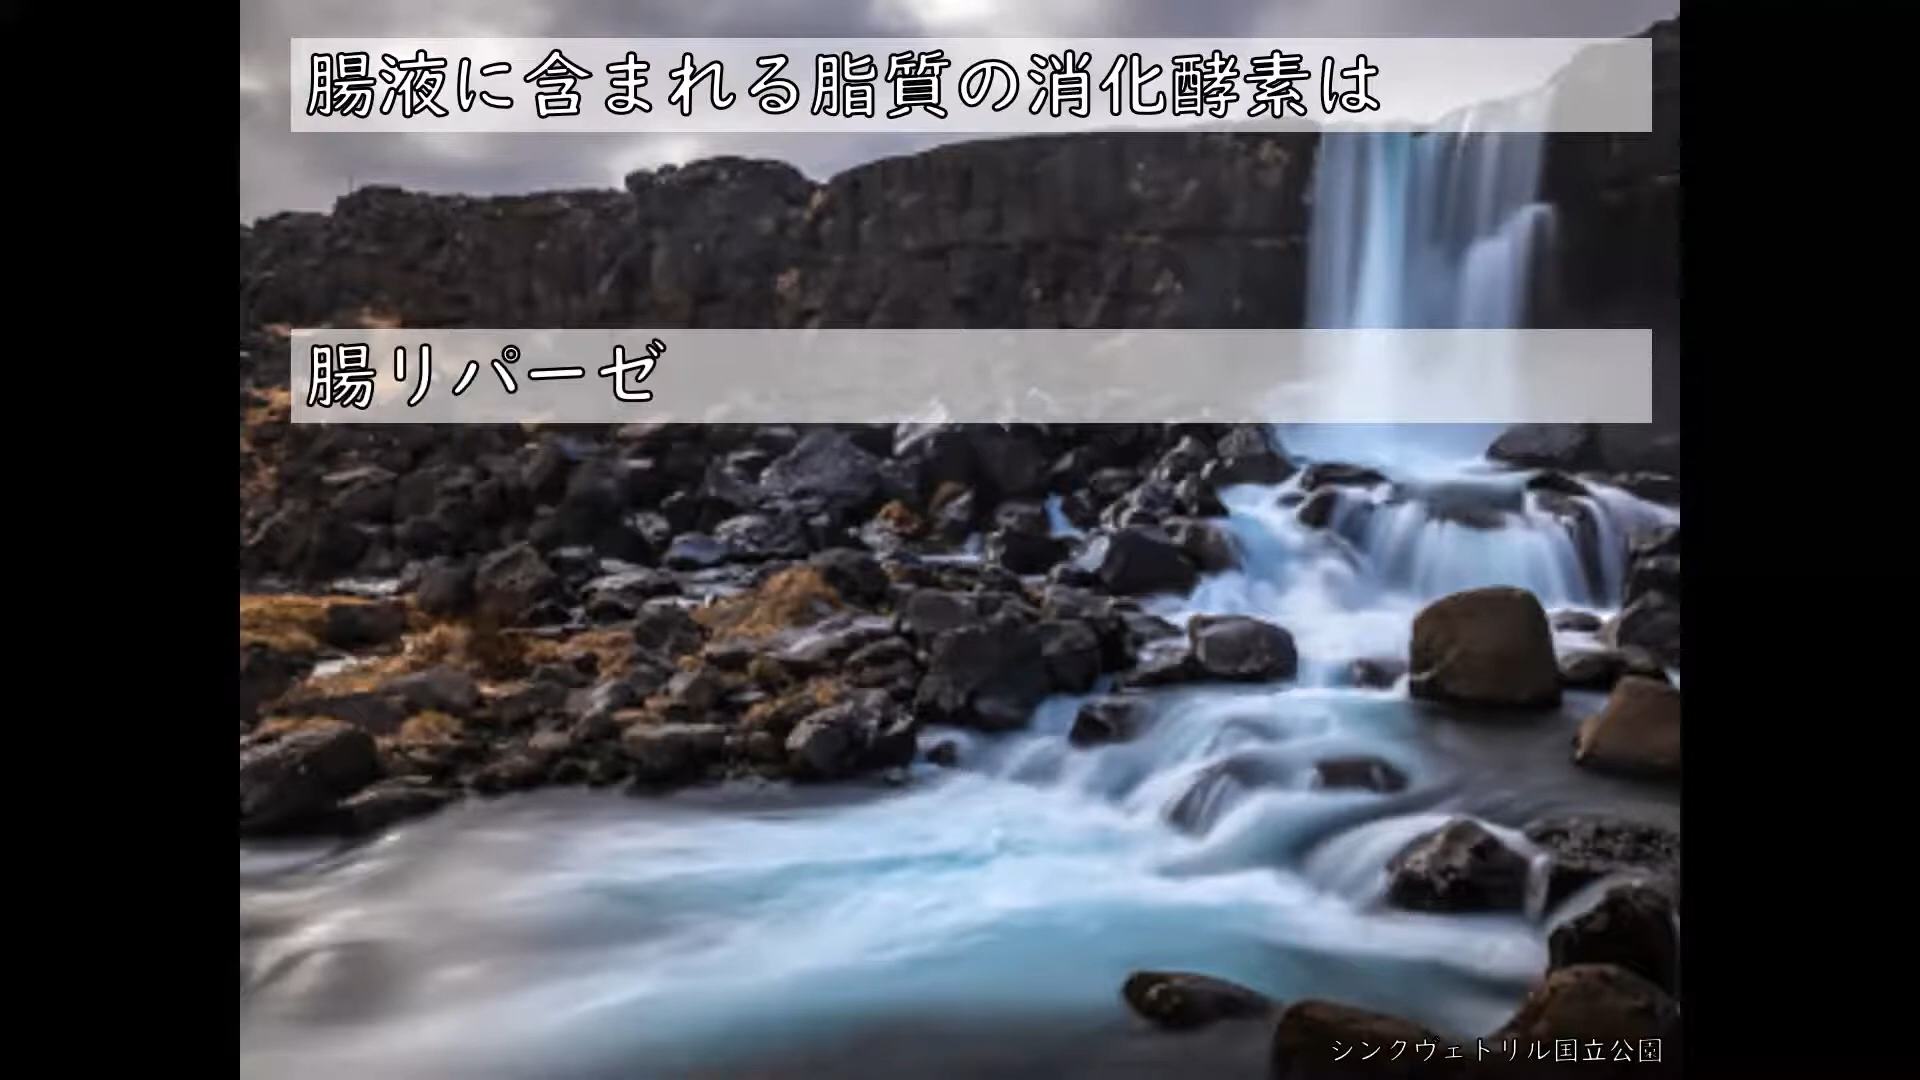 腸液に含まれる脂質の消化酵素は
腸リパーゼ
シンクヴェトリル国立公園